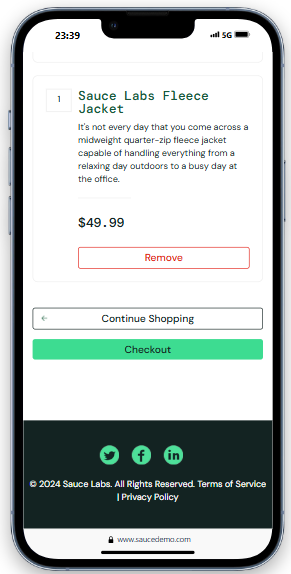 23:39
5G
1
Sauce Labs Fleece
Jacket
It's not every day that you come across a
midweight quarter-zip fleece jacket
capable of handling everything from a
relaxing day outdoors to a busy day at
the office.
$49.99
Remove
← Continue Shopping
Checkout
© 2024 Sauce Labs. All Rights Reserved. Terms of Service
| Privacy Policy
www.saucedemo.com